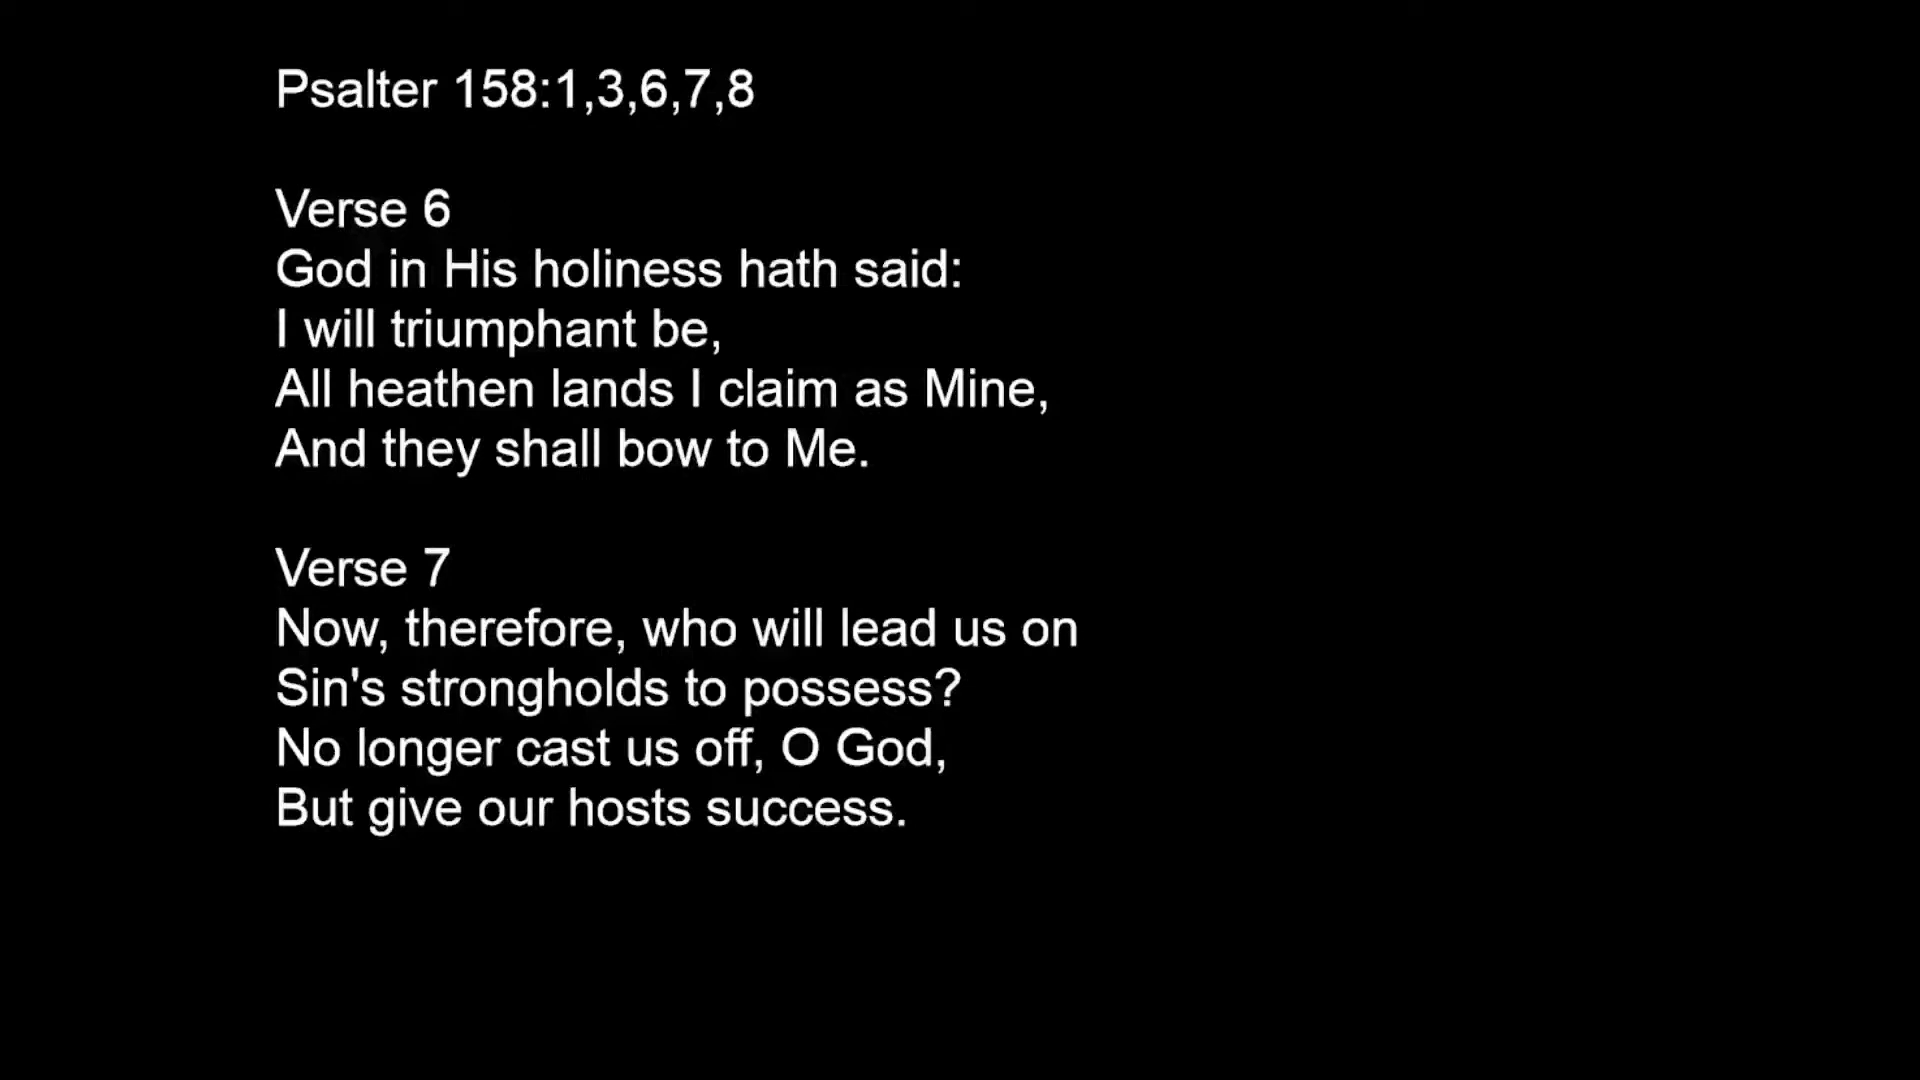 Psalter 158:1,3,6,7,8
Verse 6
God in His holiness hath said:
I will triumphant be,
All heathen lands I claim as Mine,
And they shall bow to Me.
Verse 7
Now, therefore, who will lead us on
Sin's strongholds to possess?
No longer cast us off, O God,
But give our hosts success.